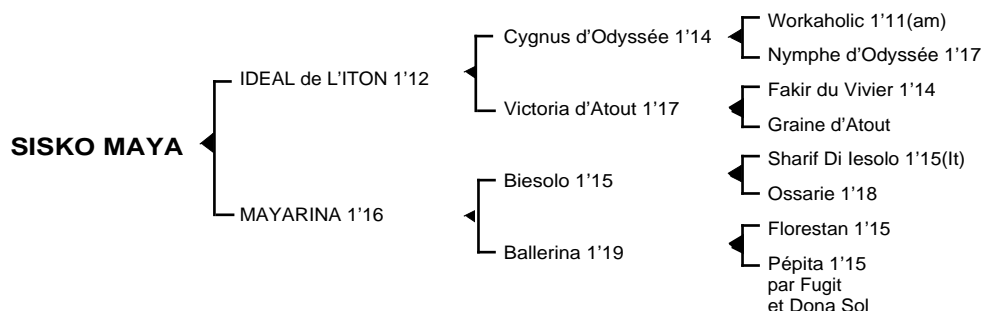 Workaholic 1’11(am)
Cygnus d’Odyssée 1’14
Nymphe d’Odyssée 1’17
IDEAL de L’ITON 1’12
Fakir du Vivier 1’14
Victoria d’Atout 1’17
Graine d’Atout
SISKO MAYA
Sharif Di Iesolo 1’15(It)
Biesolo 1’15
Ossarie 1’18
MAYARINA 1’16
Florestan 1’15
Ballerina 1’19
Pépita 1’15
par Fugit
et Dona Sol